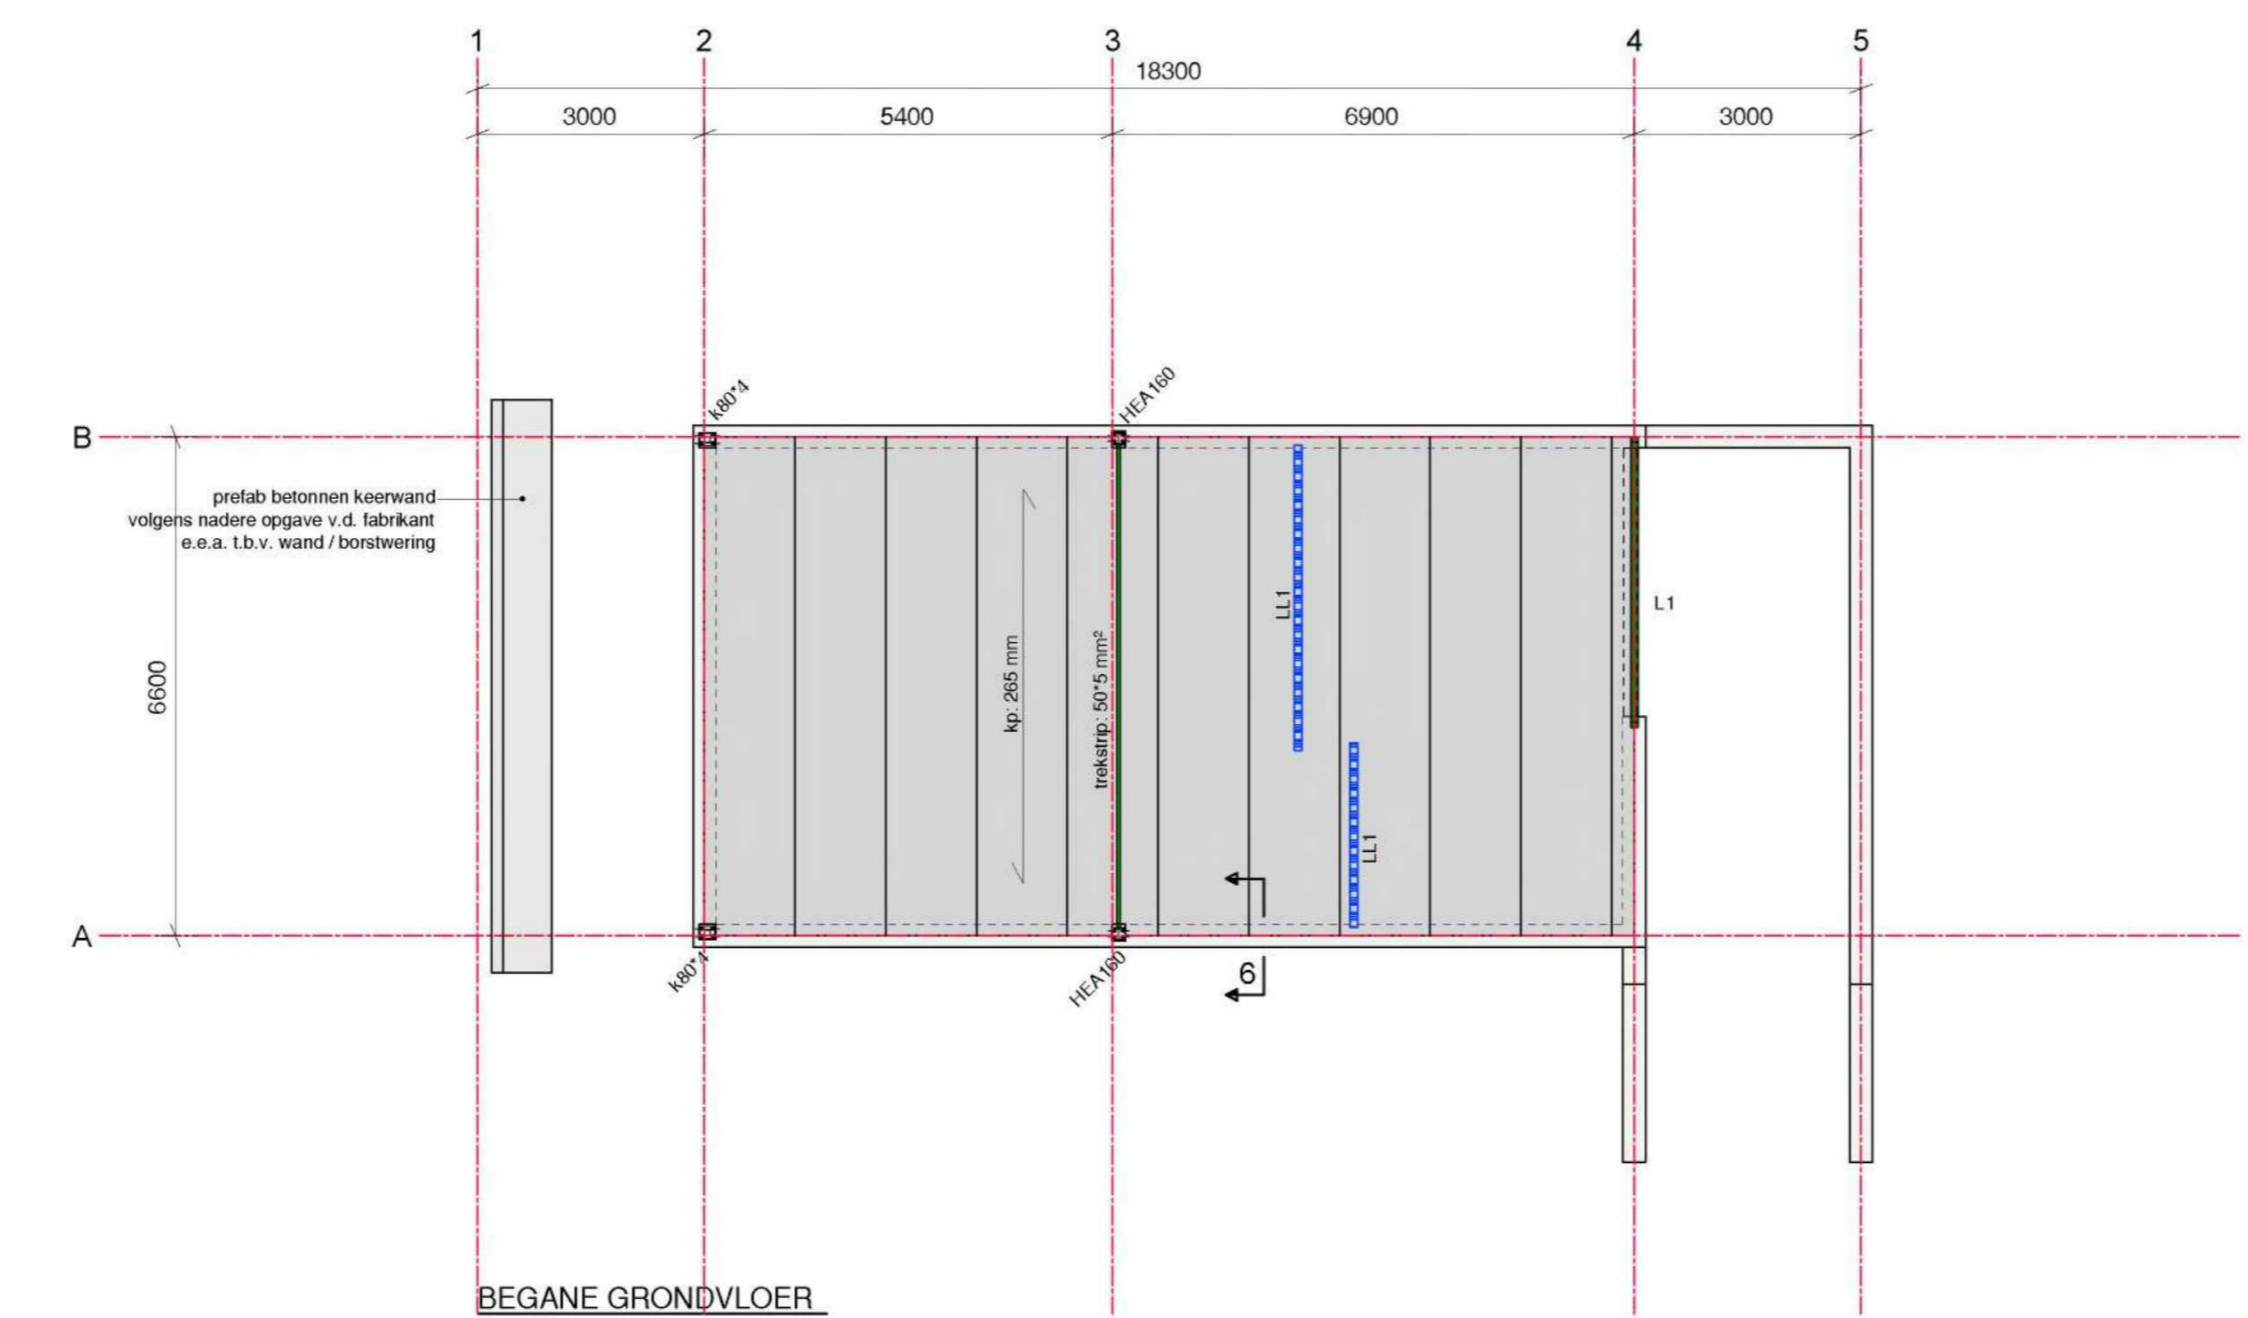 1 2 3 4 5
18300
3000 5400 6900 3000
k80*4
HEA160
B
prefab betonnen keerwand
volgens nadere opgave v.d. fabrikant
e.e.a. t.b.v. wand / borstwering
LL1
L1
6600
kp: 265 mm
trekstrip: 50*5 mm²
LL1
A
k80*4
HEA160
6
BEGANE GRONDVLOER